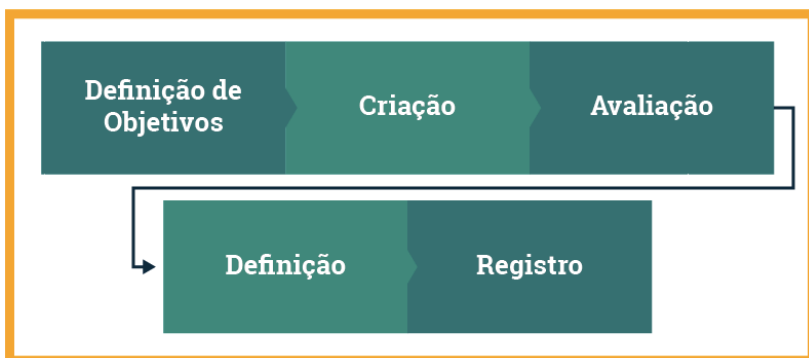 Definição de
Objetivos
Criação
Avaliação
Definição
Registro